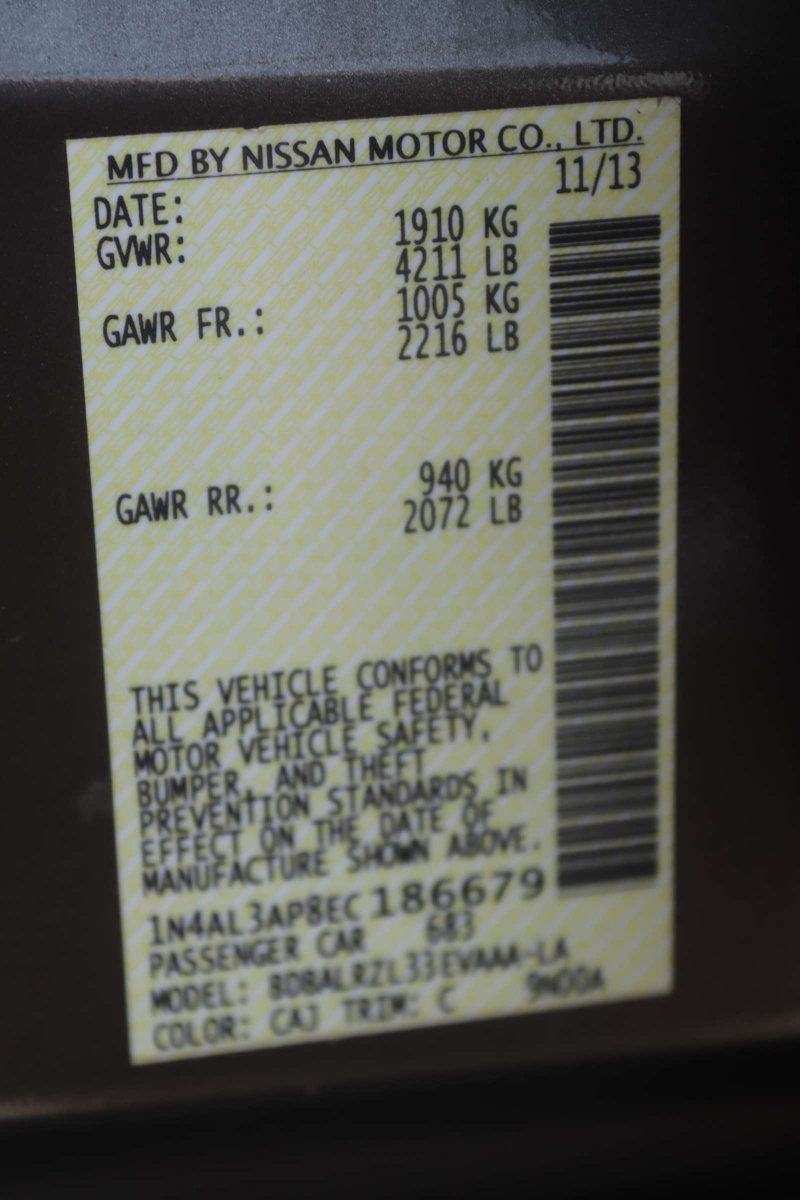 MFD BY NISSAN MOTOR CO., LTD.
DATE: 11/13
GVWR: 1910 KG
4211 LB
GAWR FR.: 1005 KG
2216 LB
GAWR RR.: 940 KG
2072 LB
THIS VEHICLE CONFORMS TO
ALL APPLICABLE FEDERAL
MOTOR VEHICLE SAFETY,
BUMPER, AND THEFT
PREVENTION STANDARDS IN
EFFECT ON THE DATE OF
MANUFACTURE SHOWN ABOVE.
1N4AL3AP8EC186679
PASSENGER CAR 683
MODEL: BDBALRZL33EVAAA-LA
COLOR: CAJ TRIM: C